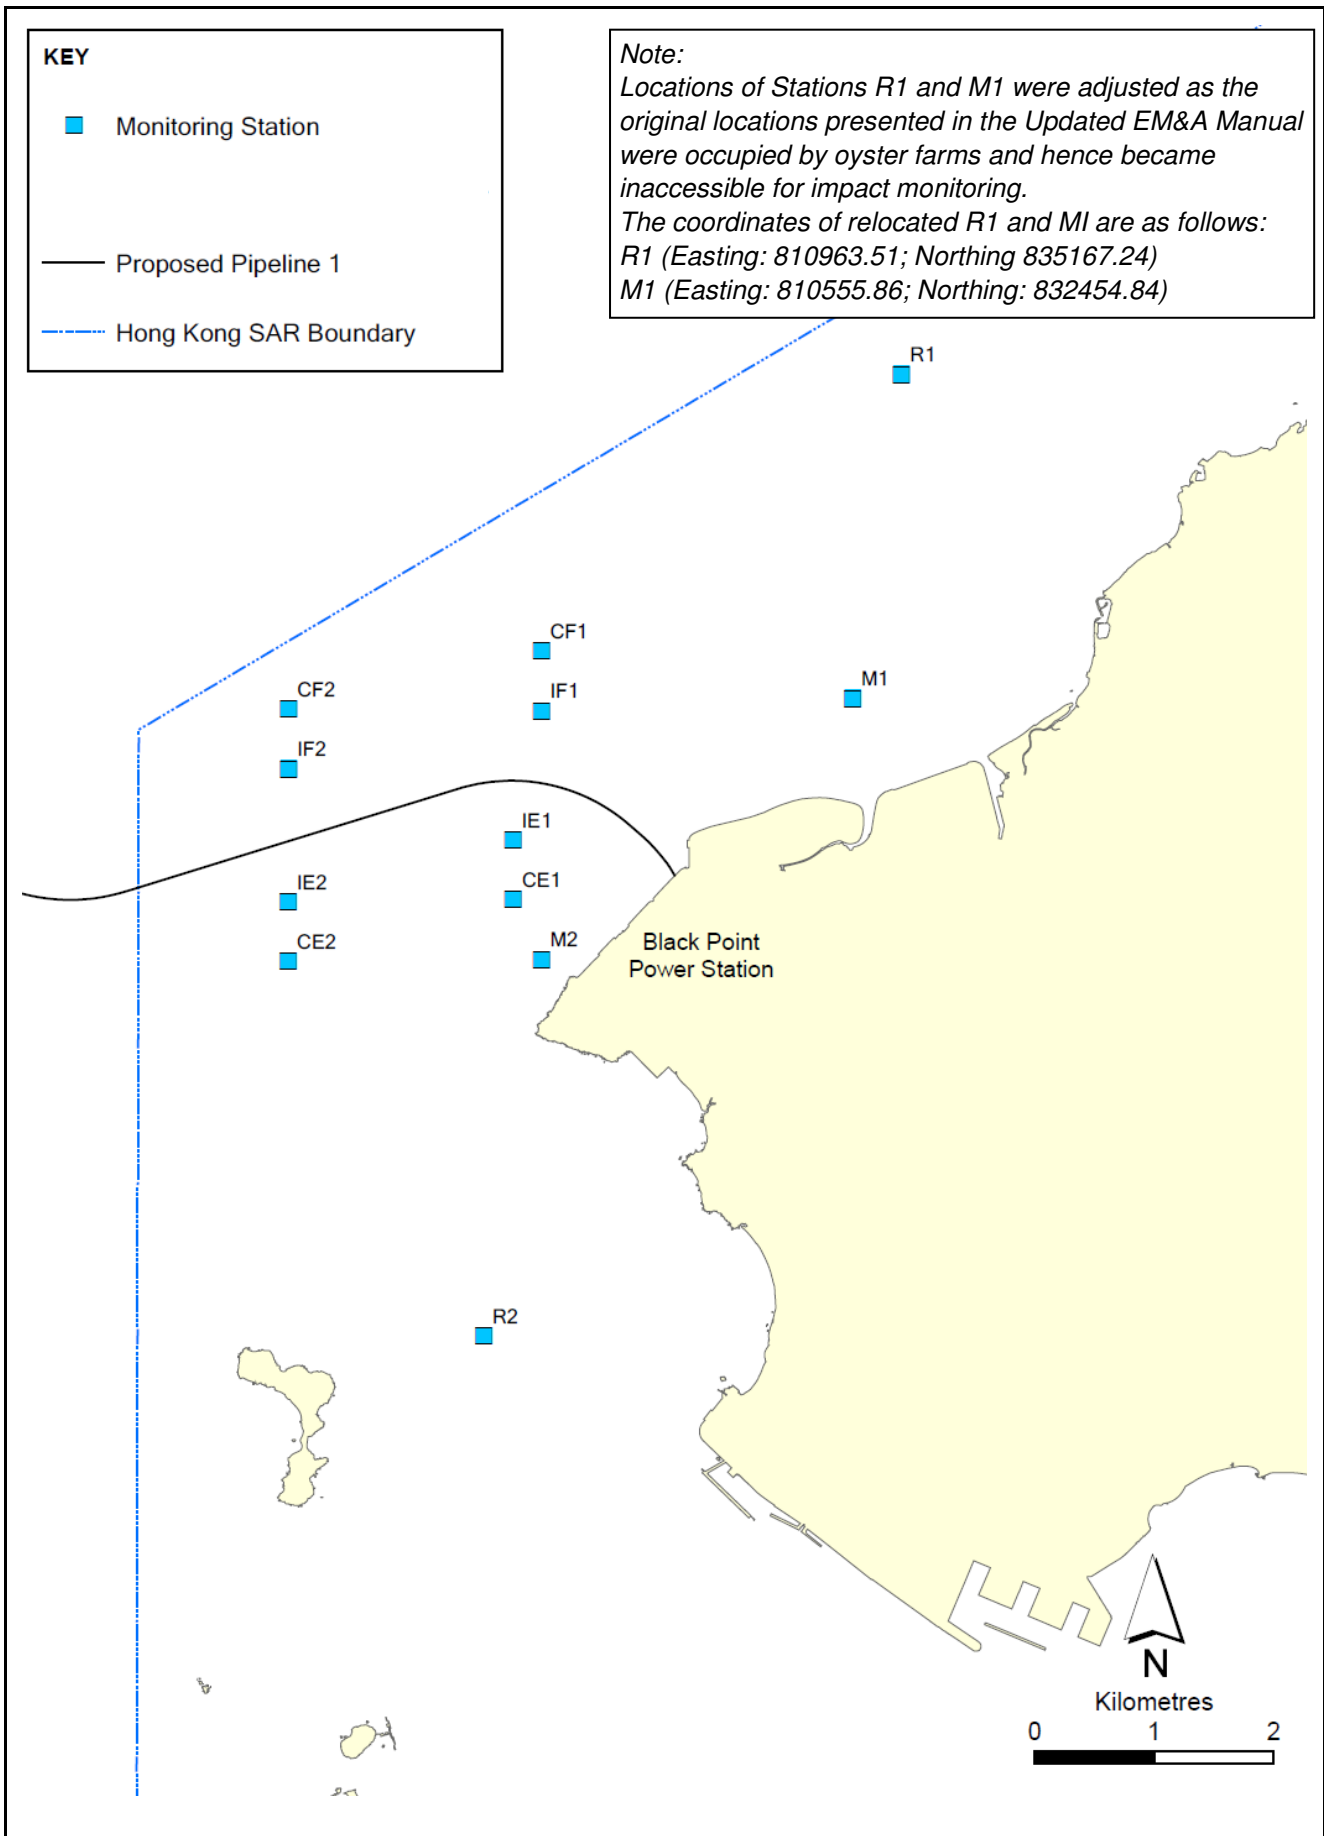 KEY
Monitoring Station
Proposed Pipeline 1
Hong Kong SAR Boundary
Note:
Locations of Stations R1 and M1 were adjusted as the
original locations presented in the Updated EM&A Manual
were occupied by oyster farms and hence became
inaccessible for impact monitoring.
The coordinates of relocated R1 and MI are as follows:
R1 (Easting: 810963.51; Northing 835167.24)
M1 (Easting: 810555.86; Northing: 832454.84)
R1
CF1
CF2
IF1
M1
IF2
IE1
IE2
CE1
CE2
M2
Black Point
Power Station
R2
N
Kilometres
0 1 2